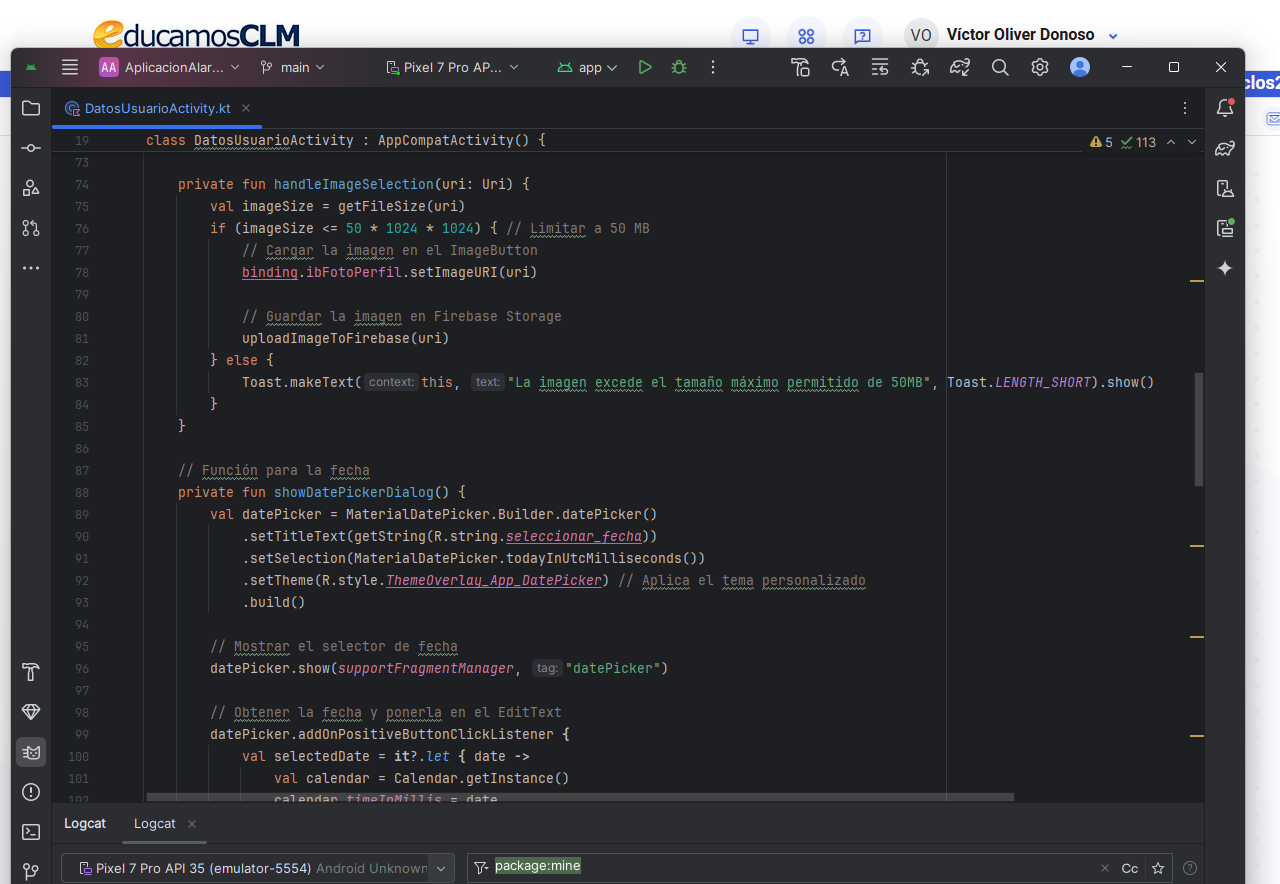 educamosCLM
VO Víctor Oliver Donoso
AA AplicacionAlar... main Pixel 7 Pro AP... app
clos2
DatosUsuarioActivity.kt
19 class DatosUsuarioActivity : AppCompatActivity() { 5 113
73
74 private fun handleImageSelection(uri: Uri) {
75 val imageSize = getFileSize(uri)
76 if (imageSize <= 50 * 1024 * 1024) { // Limitar a 50 MB
77 // Cargar la imagen en el ImageButton
78 binding.ibFotoPerfil.setImageURI(uri)
79
80 // Guardar la imagen en Firebase Storage
81 uploadImageToFirebase(uri)
82 } else {
83 Toast.makeText( context: this, text: "La imagen excede el tamaño máximo permitido de 50MB", Toast.LENGTH_SHORT).show()
84 }
85 }
86
87 // Función para la fecha
88 private fun showDatePickerDialog() {
89 val datePicker = MaterialDatePicker.Builder.datePicker()
90 .setTitleText(getString(R.string.seleccionar_fecha))
91 .setSelection(MaterialDatePicker.todayInUtcMilliseconds())
92 .setTheme(R.style.ThemeOverlay_App_DatePicker) // Aplica el tema personalizado
93 .build()
94
95 // Mostrar el selector de fecha
96 datePicker.show(supportFragmentManager, tag: "datePicker")
97
98 // Obtener la fecha y ponerla en el EditText
99 datePicker.addOnPositiveButtonClickListener {
100 val selectedDate = it?.let { date ->
101 val calendar = Calendar.getInstance()
102 calendar.timeInMillis = date
Logcat Logcat
Pixel 7 Pro API 35 (emulator-5554) Android Unknown package:mine Cc